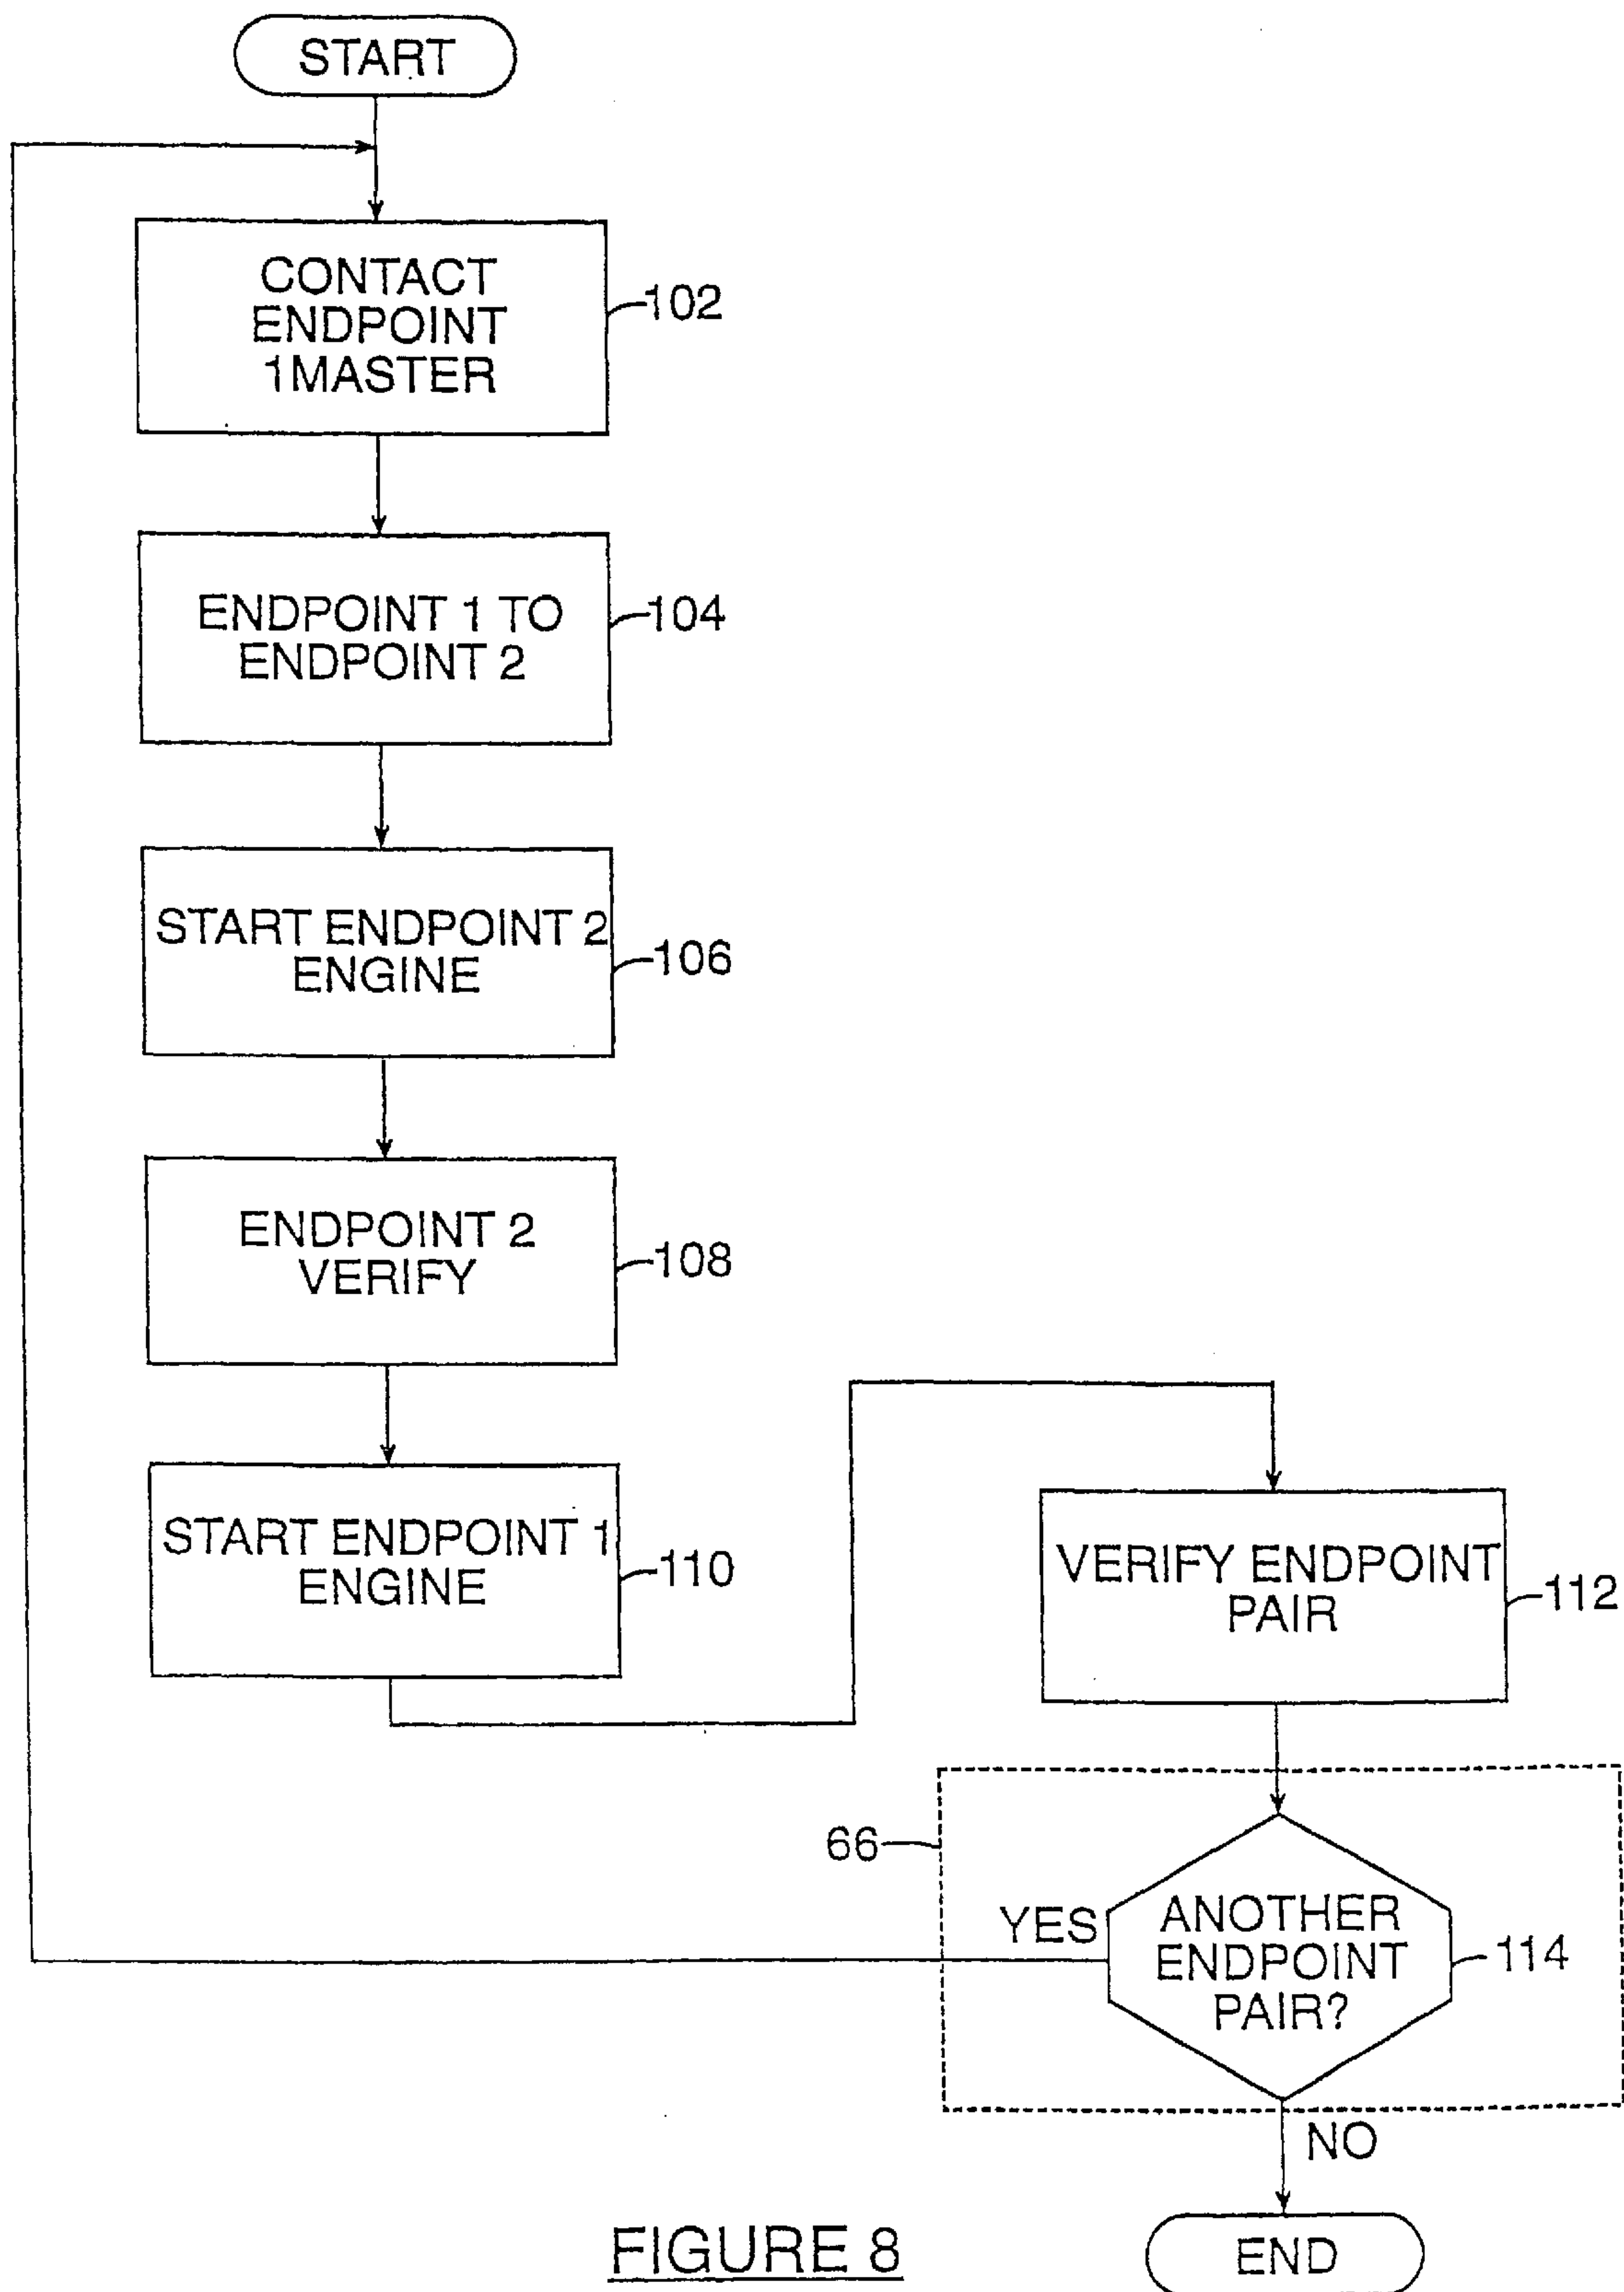 START
CONTACT
ENDPOINT
1MASTER
102
ENDPOINT 1 TO
ENDPOINT 2
104
START ENDPOINT 2
ENGINE
106
ENDPOINT 2
VERIFY
108
START ENDPOINT 1
ENGINE
110
VERIFY ENDPOINT
PAIR
112
66
YES
ANOTHER
ENDPOINT
PAIR?
114
NO
END
FIGURE 8